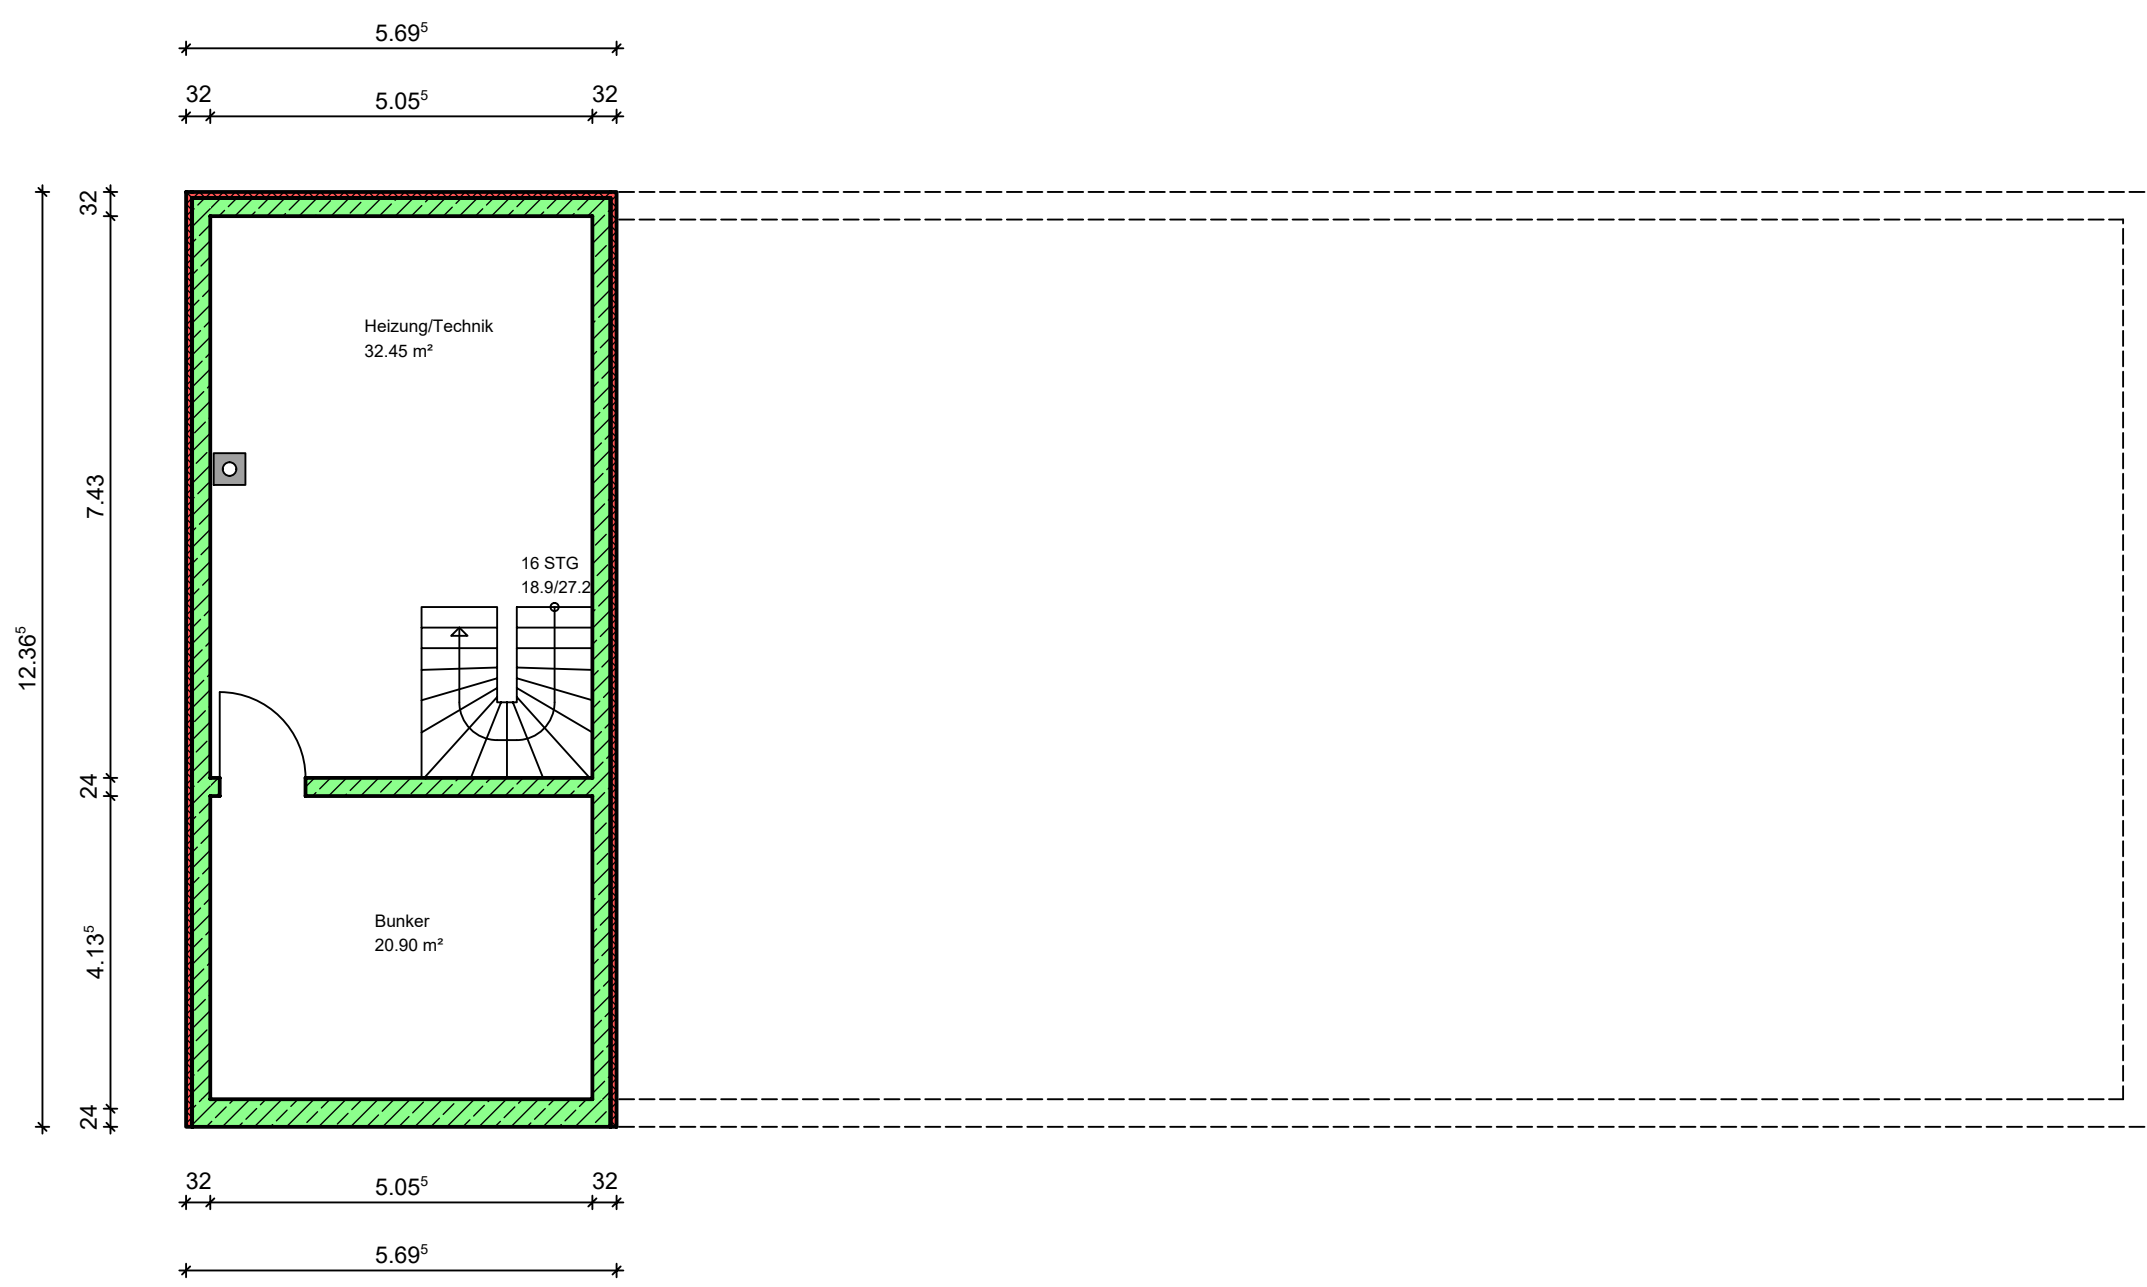 5.69⁵
32 5.05⁵ 32
32
Heizung/Technik
32.45 m²
7.43
16 STG
18.9/27.2
12.36⁵
24
Bunker
20.90 m²
4.13⁵
24
32 5.05⁵ 32
5.69⁵